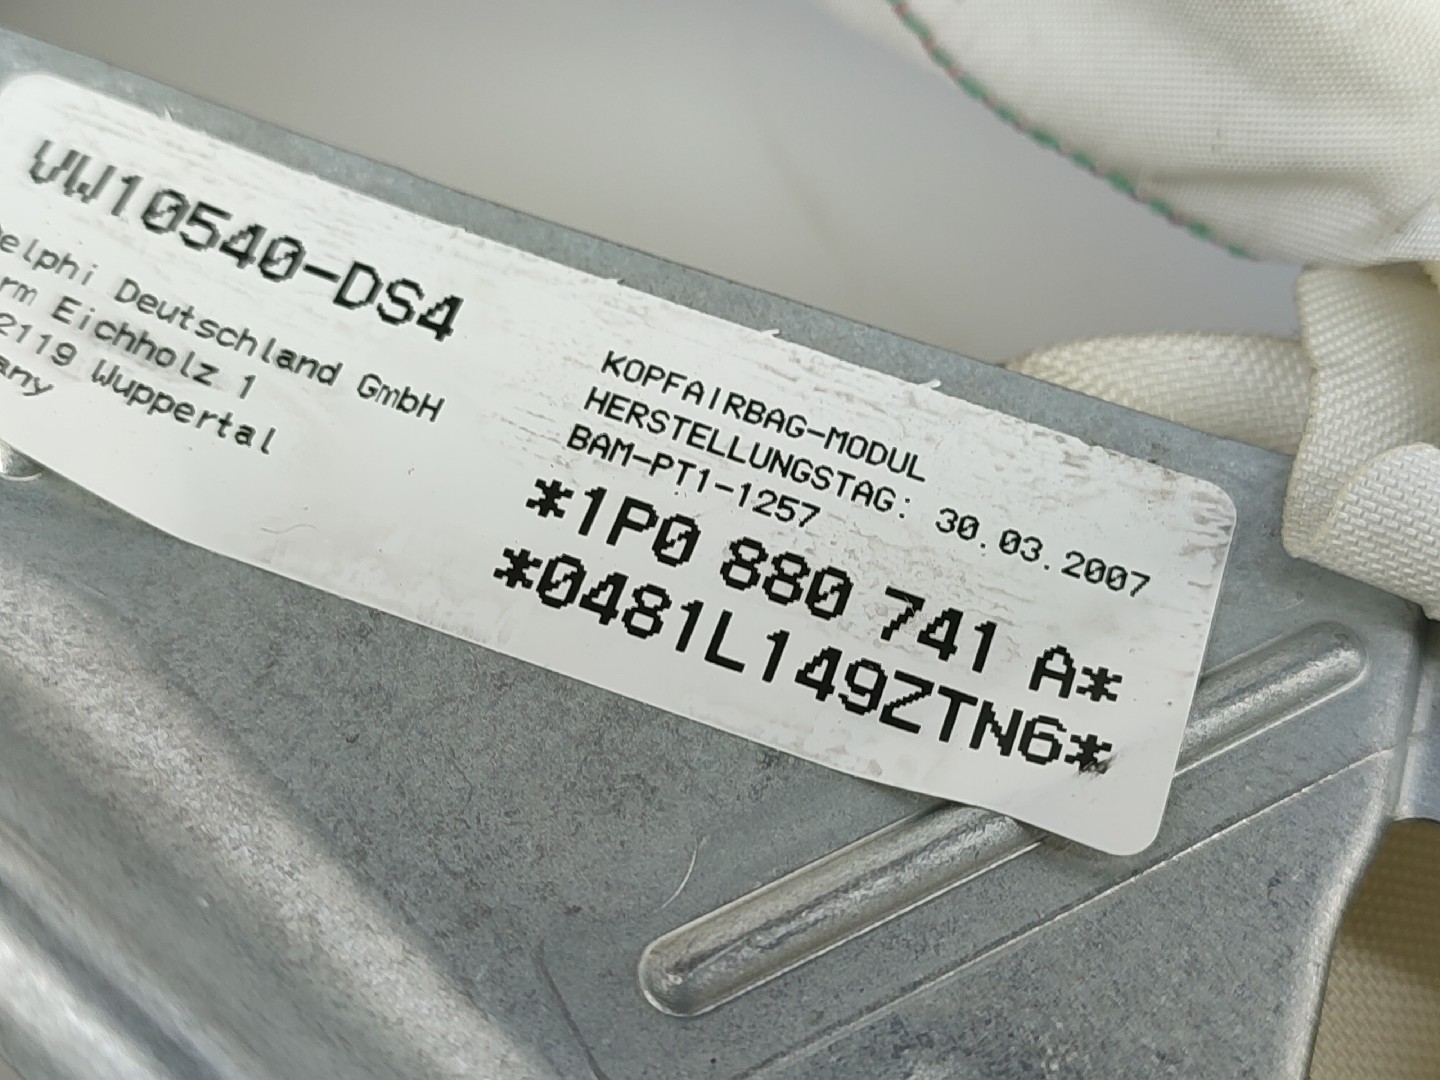 VW10540-DS4
elphi Deutschland GmbH
rm Eichholz 1
2119 Wuppertal
any
KOPFAIRBAG-MODUL
HERSTELLUNGSTAG: 30.03.2007
BAM-PT1-1257
*1P0 880 741 A*
*0481L149ZTN6*